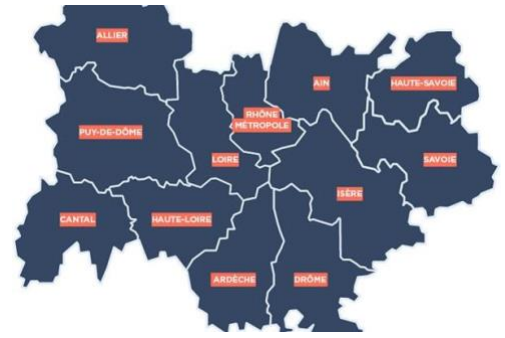 ALLIER
AIN
HAUTE-SAVOIE
RHÔNE
MÉTROPOLE
PUY-DE-DÔME
LOIRE
SAVOIE
ISÈRE
CANTAL
HAUTE-LOIRE
ARDÈCHE
DRÔME